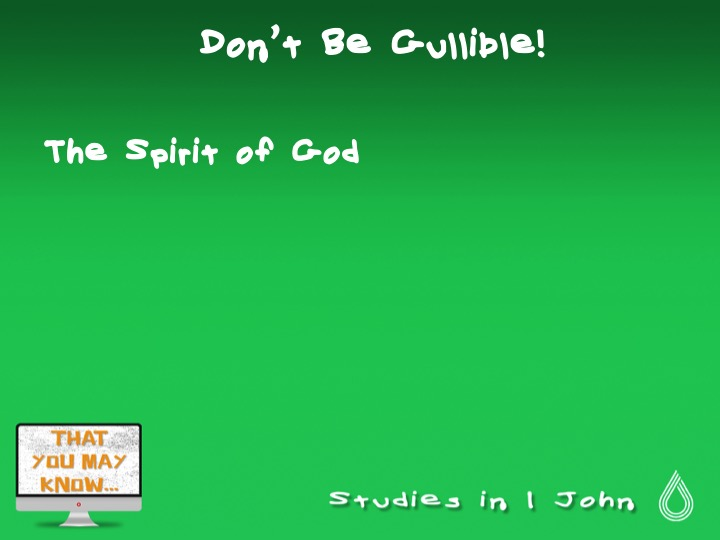 Don't Be Gullible!
The Spirit of God
THAT
YOU MAY
KNOW...
Studies in 1 John